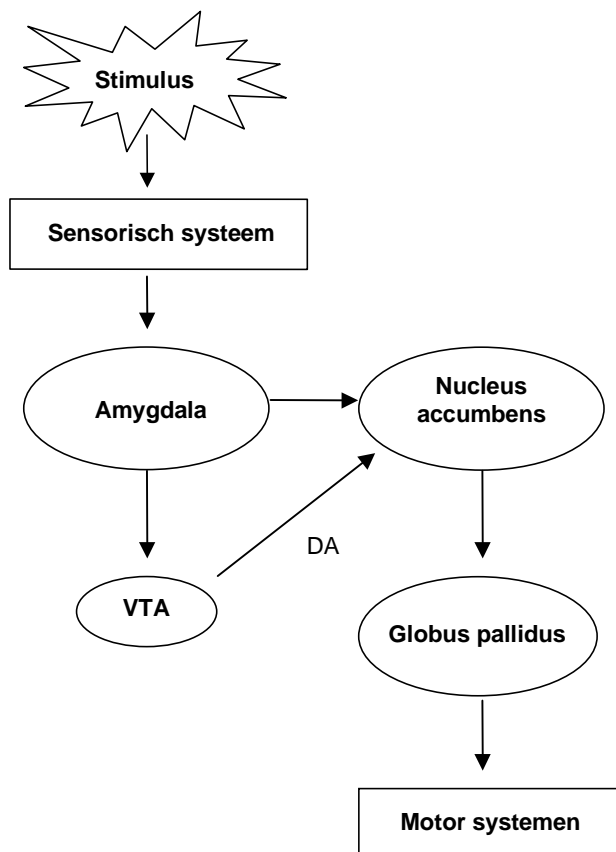 Stimulus
Sensorisch systeem
Amygdala
Nucleus
accumbens
DA
VTA
Globus pallidus
Motor systemen